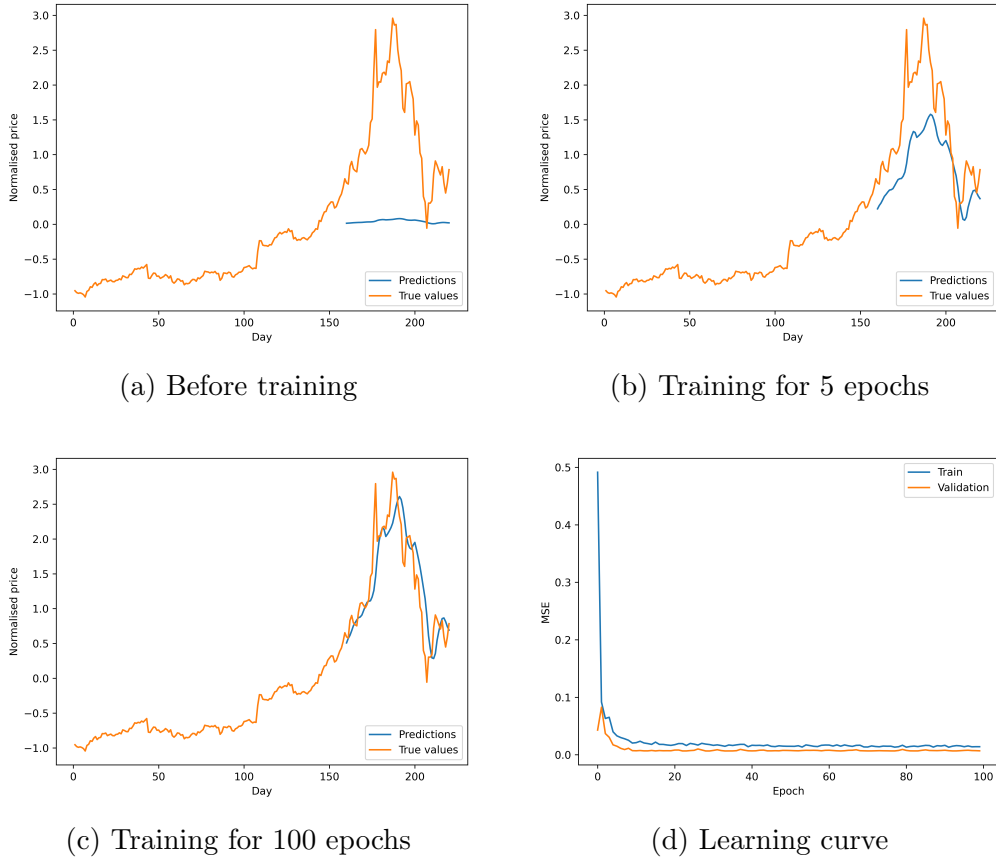 3.0
2.5
2.0
1.5
1.0
0.5
0.0
−0.5
−1.0
Normalised price
0 50 100 150 200
Day
Predictions
True values
(a) Before training
3.0
2.5
2.0
1.5
1.0
0.5
0.0
−0.5
−1.0
Normalised price
0 50 100 150 200
Day
Predictions
True values
(b) Training for 5 epochs
3.0
2.5
2.0
1.5
1.0
0.5
0.0
−0.5
−1.0
Normalised price
0 50 100 150 200
Day
Predictions
True values
(c) Training for 100 epochs
0.5
0.4
0.3
0.2
0.1
0.0
MSE
0 20 40 60 80 100
Epoch
Train
Validation
(d) Learning curve